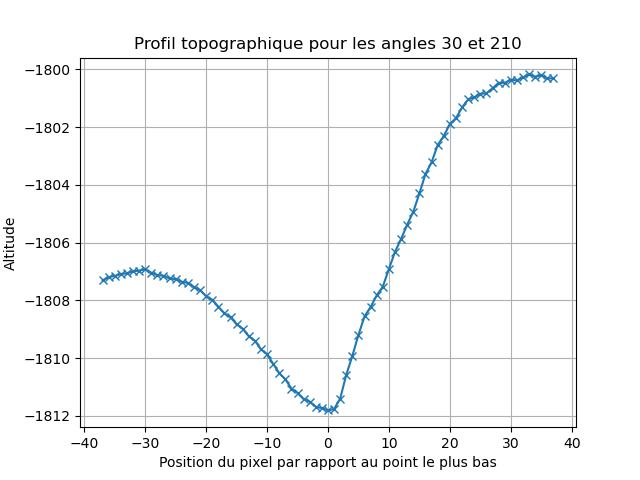 Profil topographique pour les angles 30 et 210
Altitude
−1800
−1802
−1804
−1806
−1808
−1810
−1812
−40 −30 −20 −10 0 10 20 30 40
Position du pixel par rapport au point le plus bas